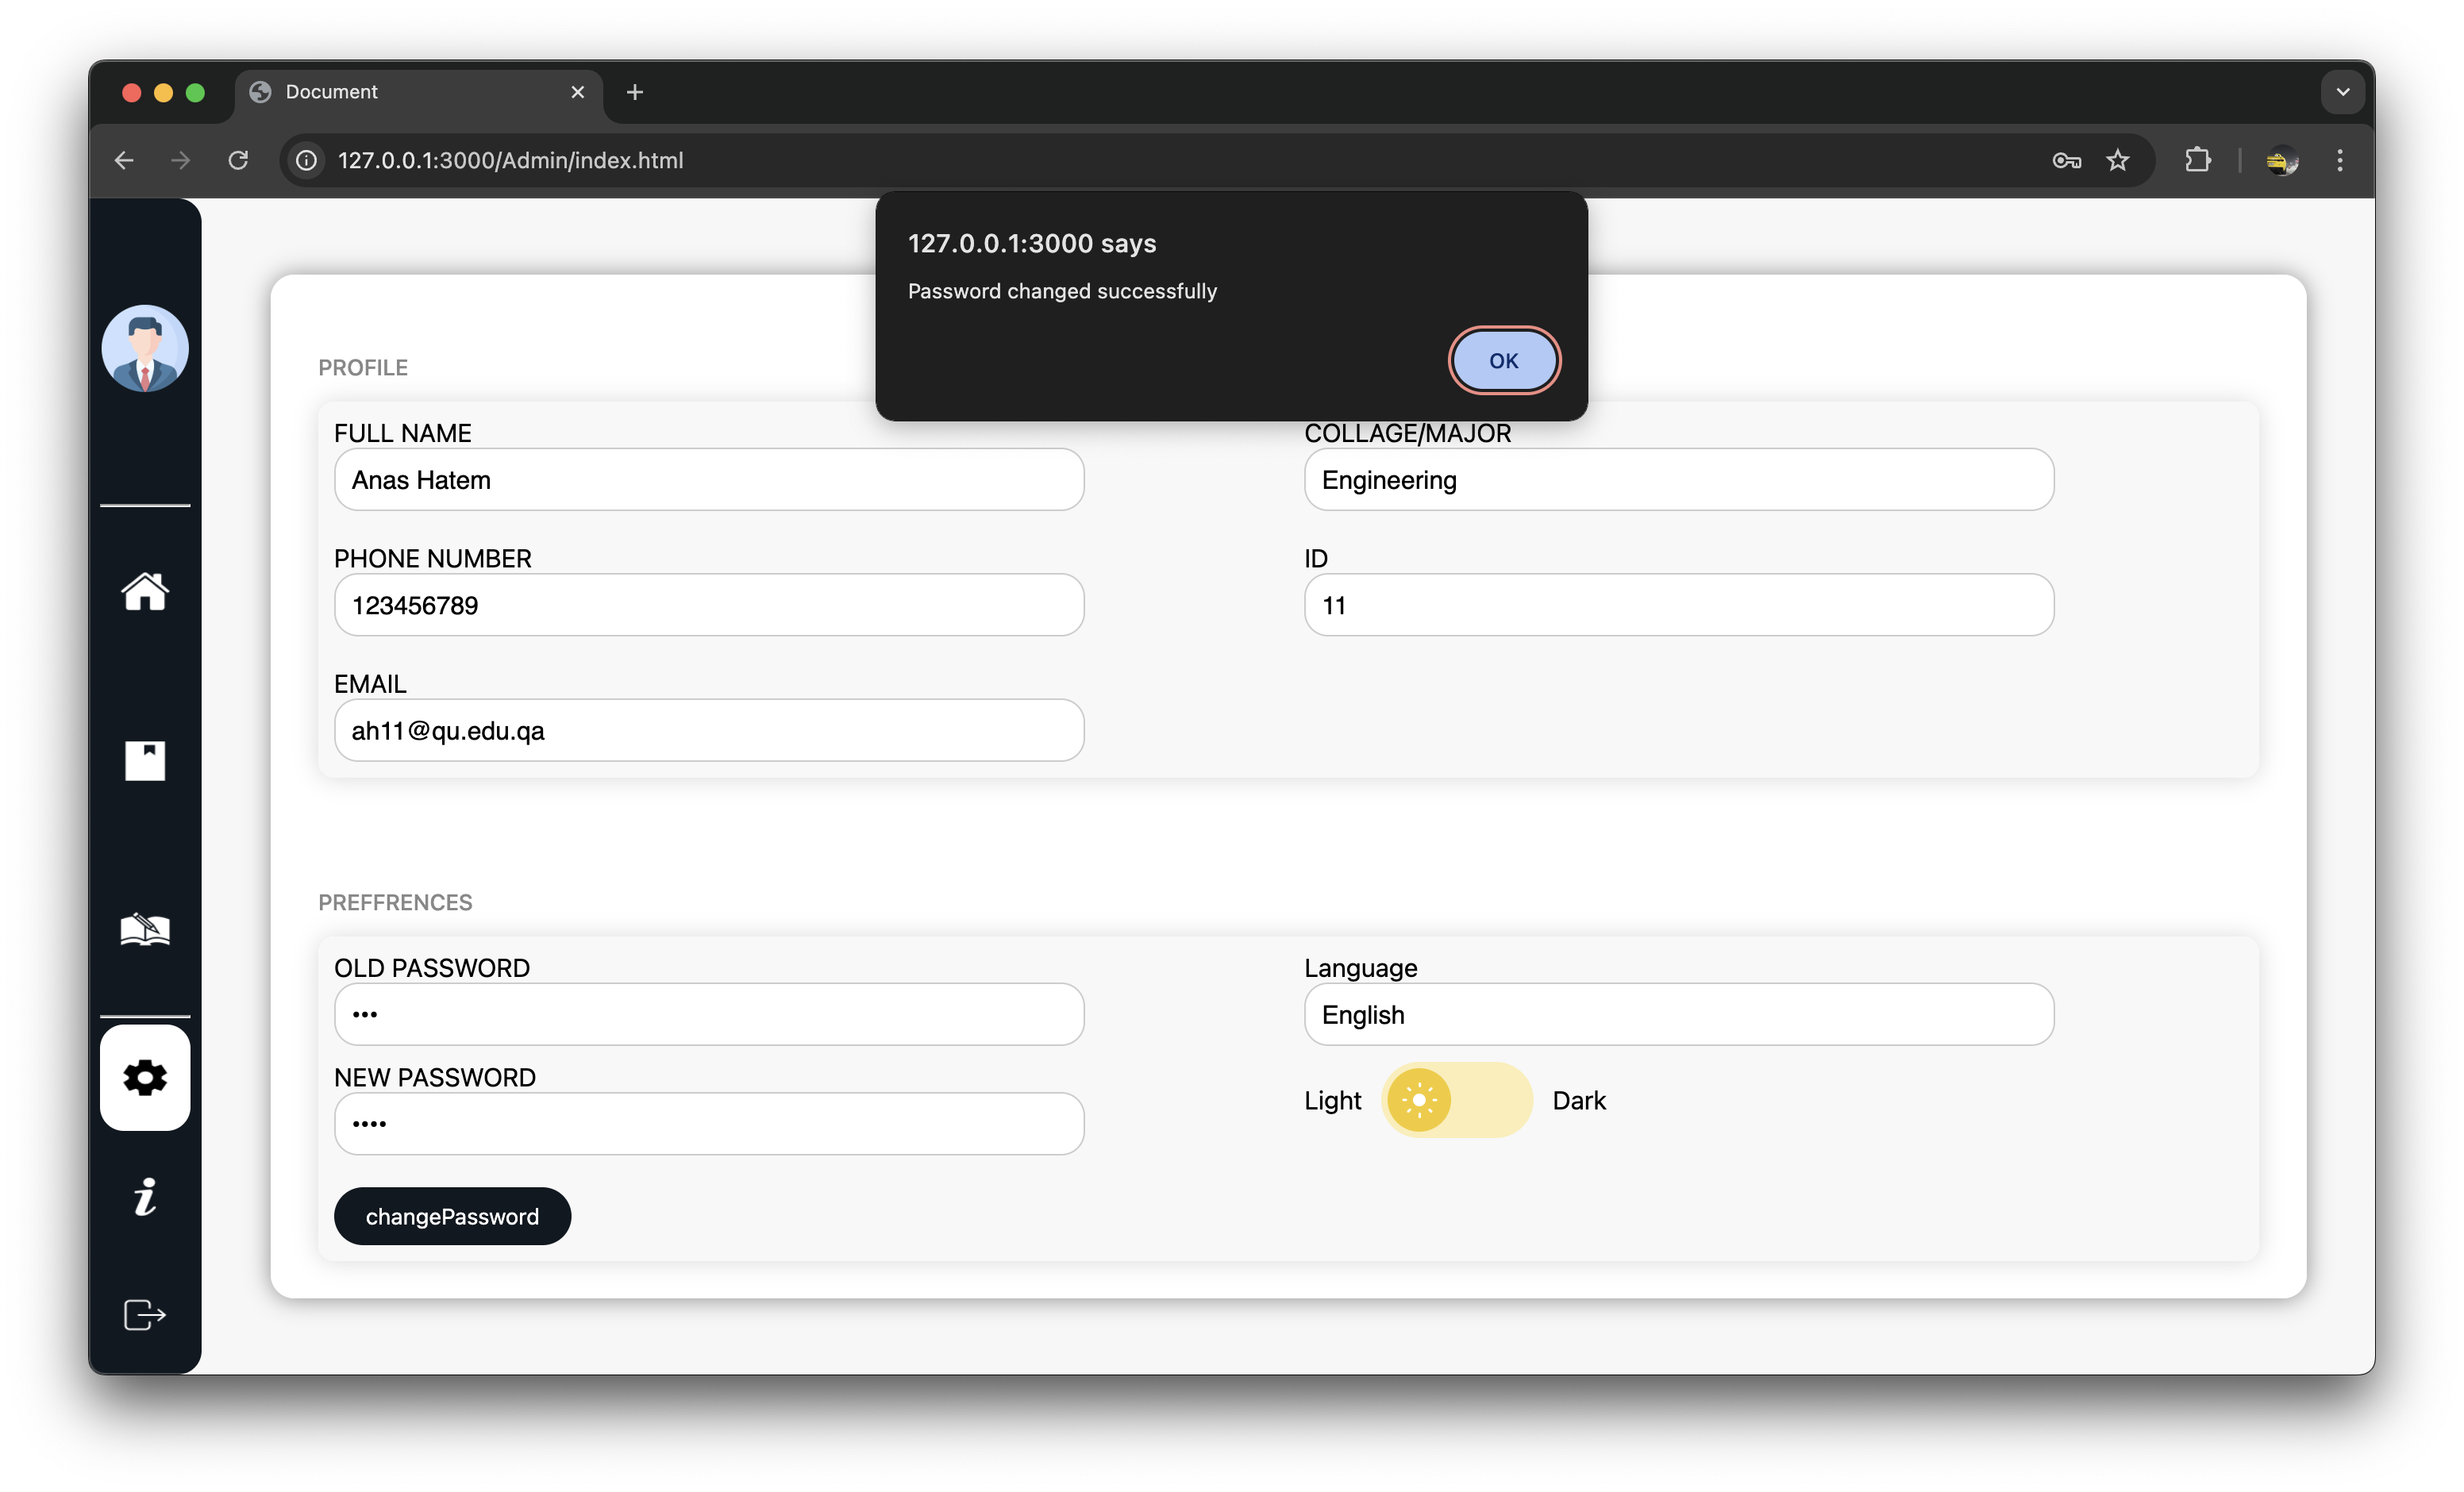 Document
127.0.0.1:3000/Admin/index.html
127.0.0.1:3000 says
Password changed successfully
OK
PROFILE
FULL NAME
Anas Hatem
COLLAGE/MAJOR
Engineering
PHONE NUMBER
123456789
ID
11
EMAIL
ah11@qu.edu.qa
PREFFRENCES
OLD PASSWORD
•••
Language
English
NEW PASSWORD
••••
Light
Dark
changePassword